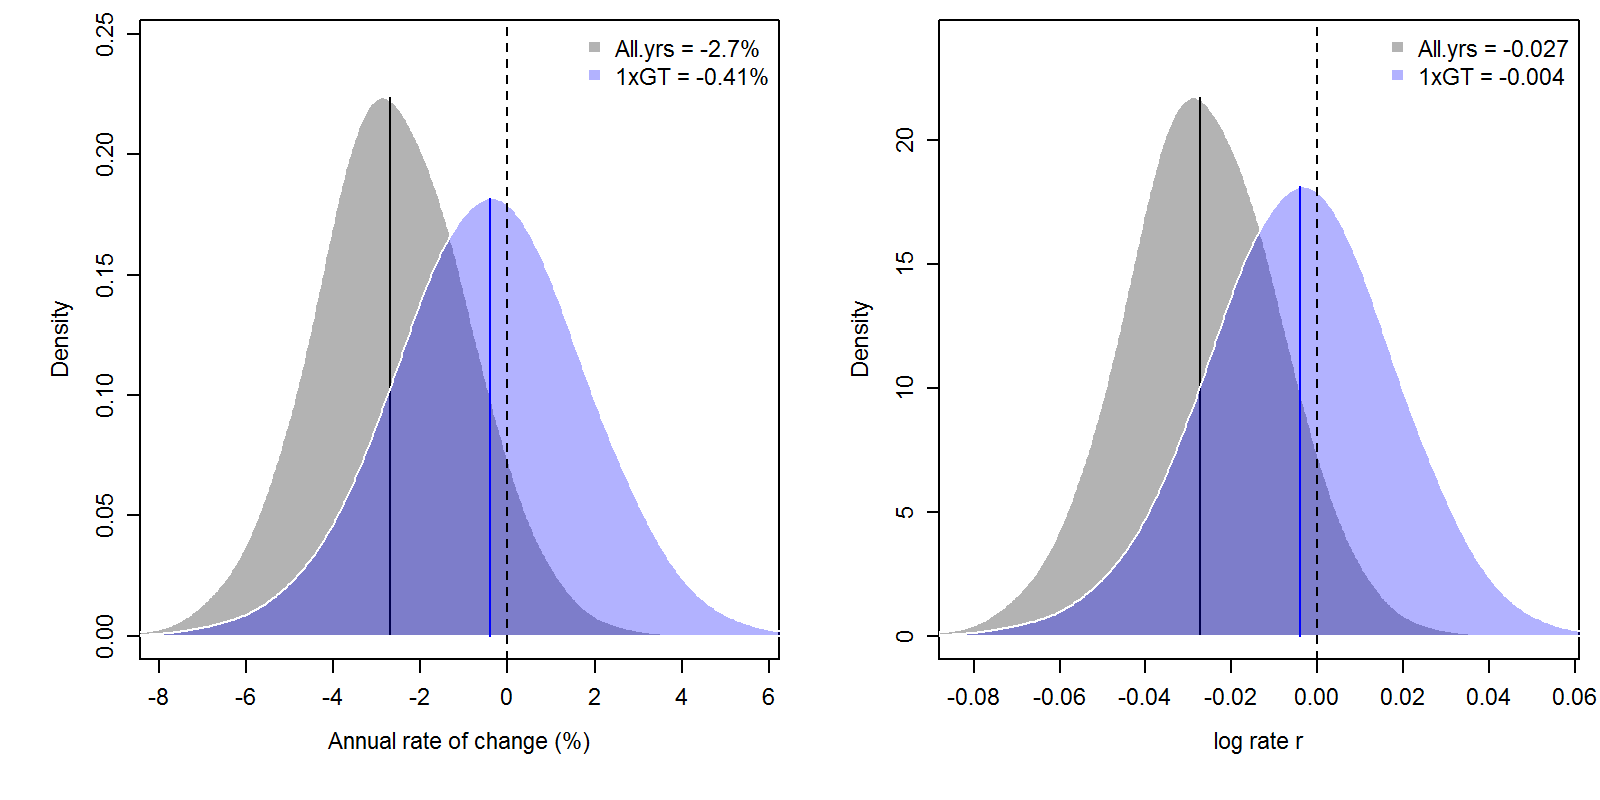 All.yrs = -2.7%
1xGT = -0.41%
0.25
0.20
0.15
0.10
0.05
0.00
Density
-8 -6 -4 -2 0 2 4 6
Annual rate of change (%)
All.yrs = -0.027
1xGT = -0.004
20
15
10
5
0
Density
-0.08 -0.06 -0.04 -0.02 0.00 0.02 0.04 0.06
log rate r